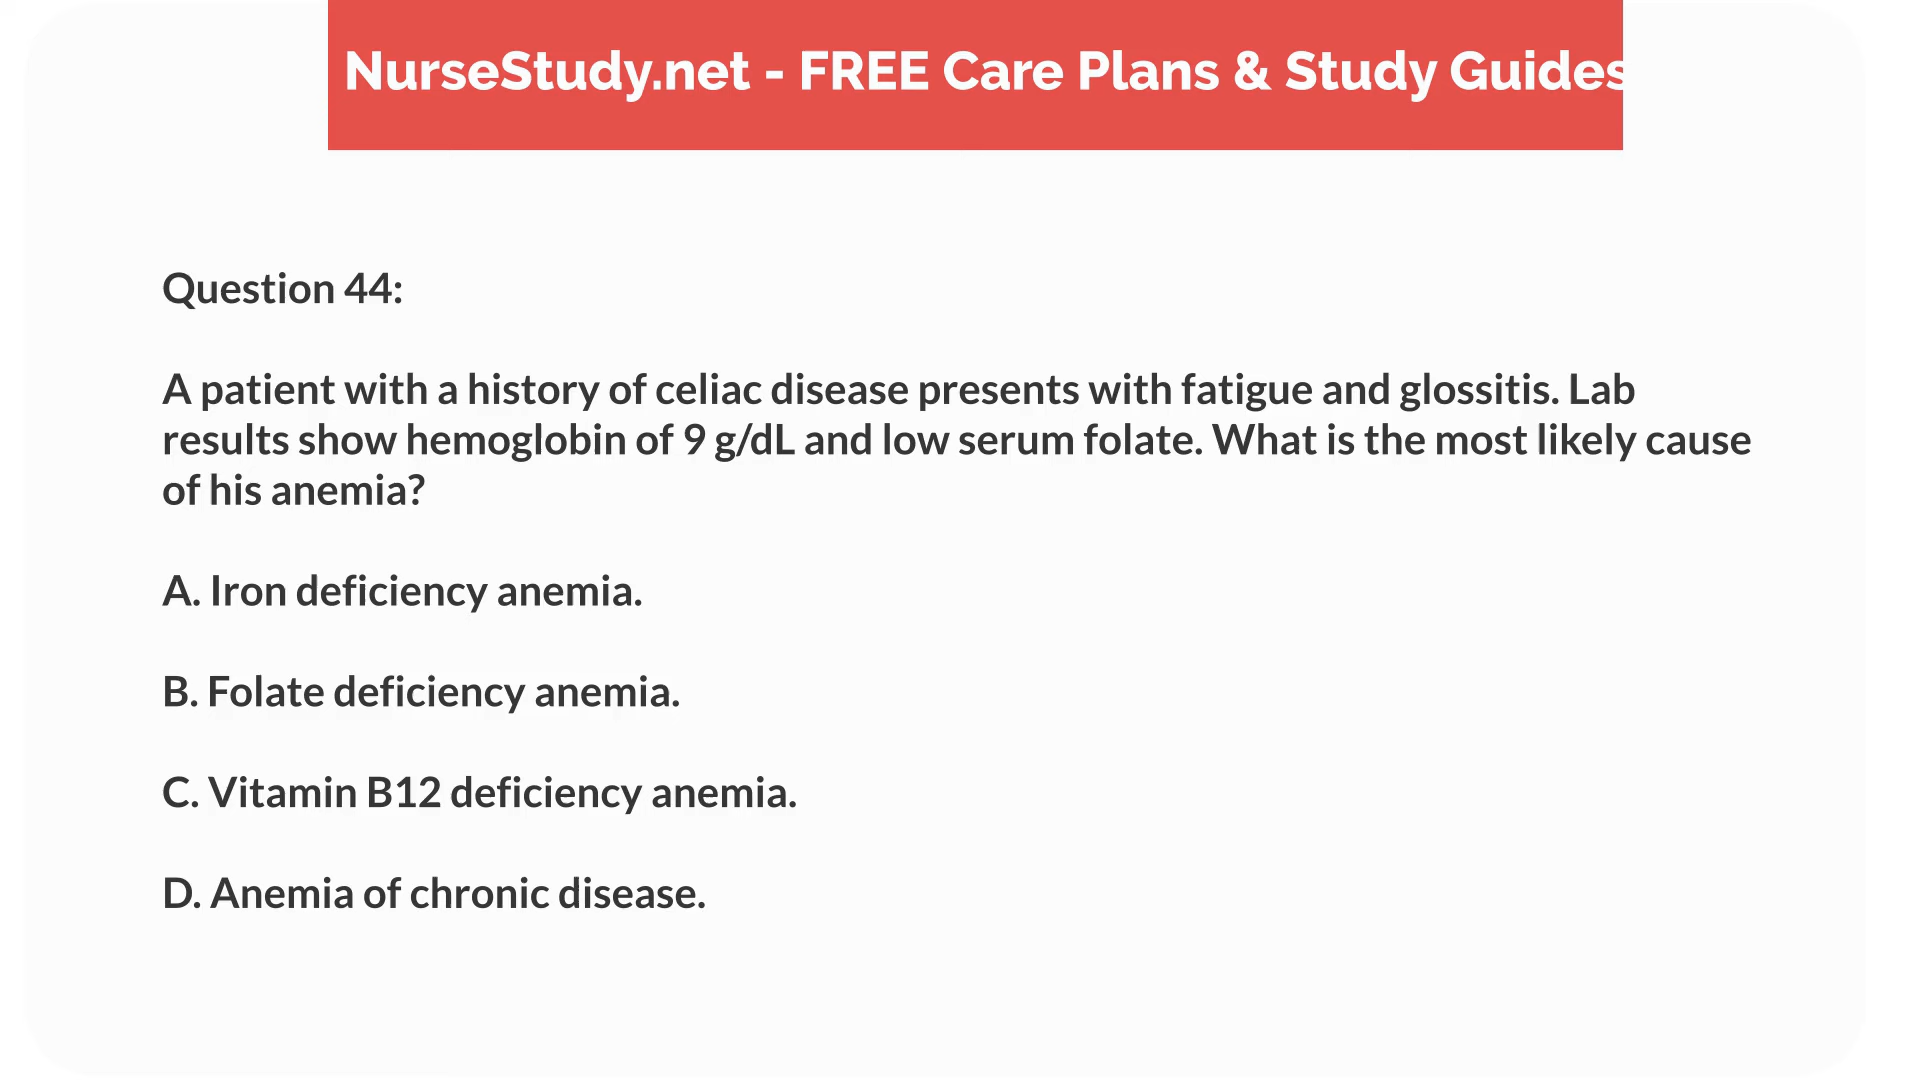 NurseStudy.net - FREE Care Plans & Study Guides
Question 44:
A patient with a history of celiac disease presents with fatigue and glossitis. Lab
results show hemoglobin of 9 g/dL and low serum folate. What is the most likely cause
of his anemia?
A. Iron deficiency anemia.
B. Folate deficiency anemia.
C. Vitamin B12 deficiency anemia.
D. Anemia of chronic disease.